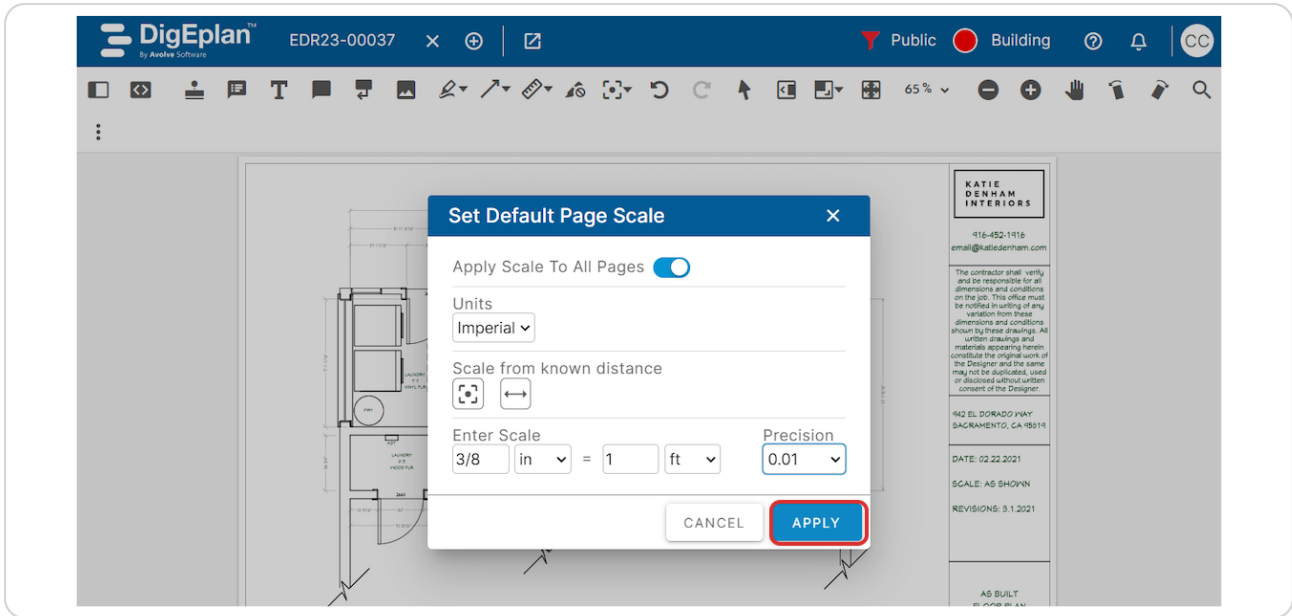 DigEplan™
By Avolve Software
EDR23-00037
Public
Building
CC
T
65%
KATIE
DENHAM
INTERIORS
916-452-1916
email@katiedenham.com
The contractor shall verify
and be responsible for all
dimensions and conditions
on the job. This office must
be notified in writing of any
variation from these
dimensions and conditions
shown by these drawings. All
written drawings and
materials appearing herein
constitute the original work of
the Designer and the same
may not be duplicated, used
or disclosed without written
consent of the Designer.
942 EL DORADO WAY
SACRAMENTO, CA 95819
DATE: 02.22.2021
SCALE: AS SHOWN
REVISIONS: 3.1.2021
AS BUILT
FLOOR PLAN
Set Default Page Scale
Apply Scale To All Pages
Units
Imperial
Scale from known distance
Enter Scale
Precision
3/8 in = 1 ft 0.01
CANCEL
APPLY
LAUNDRY
LAUNDRY